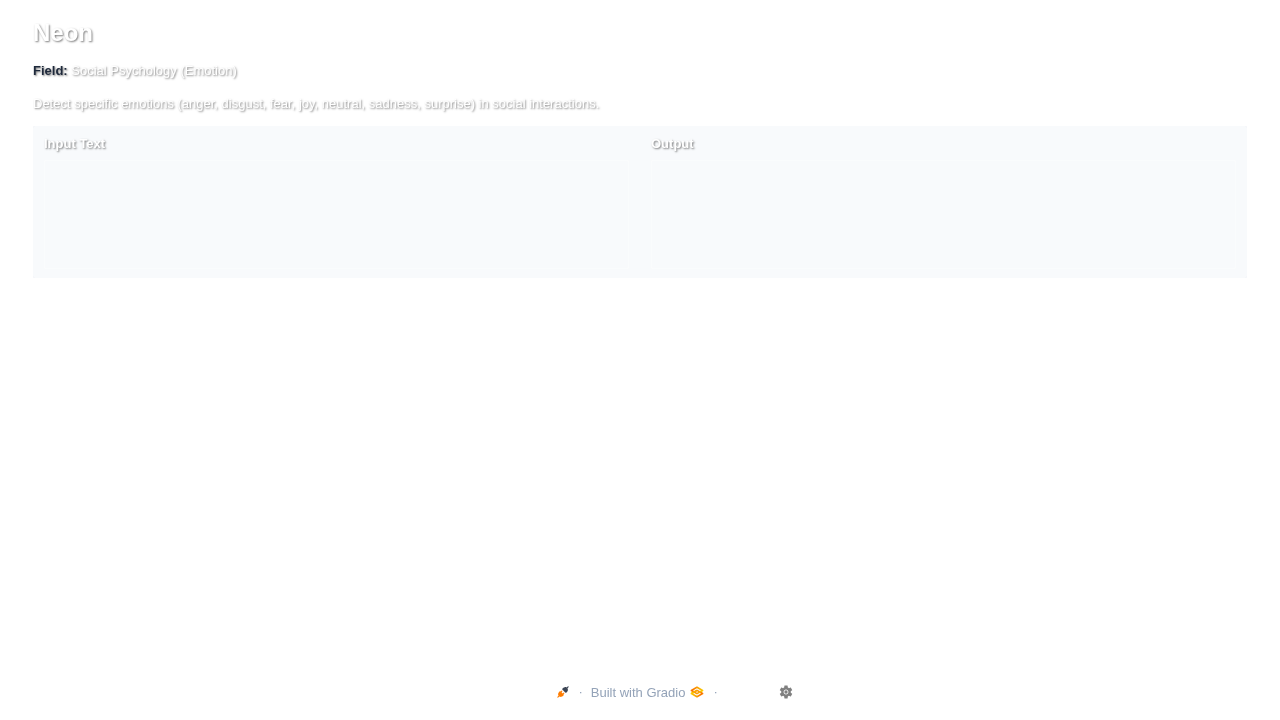 Neon
Field: Social Psychology (Emotion)
Detect specific emotions (anger, disgust, fear, joy, neutral, sadness, surprise) in social interactions.
Input Text
Output
· Built with Gradio ·